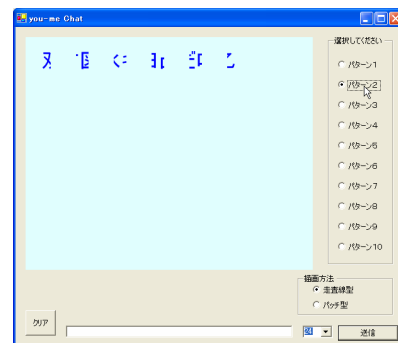 you-me Chat
選択してください
パターン1
パターン2
パターン3
パターン4
パターン5
パターン6
パターン7
パターン8
パターン9
パターン10
描画方法
走査線型
パッチ型
クリア
24
送信